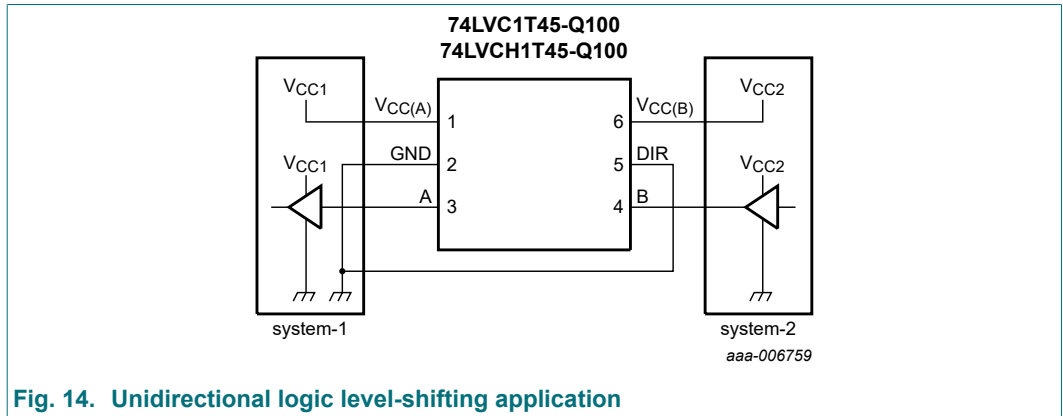 74LVC1T45-Q100
74LVCH1T45-Q100
VCC1
VCC(A)
1
6
VCC(B)
VCC2
GND
2
5
DIR
VCC1
VCC2
A
3
4
B
system-1
system-2
aaa-006759
Fig. 14. Unidirectional logic level-shifting application